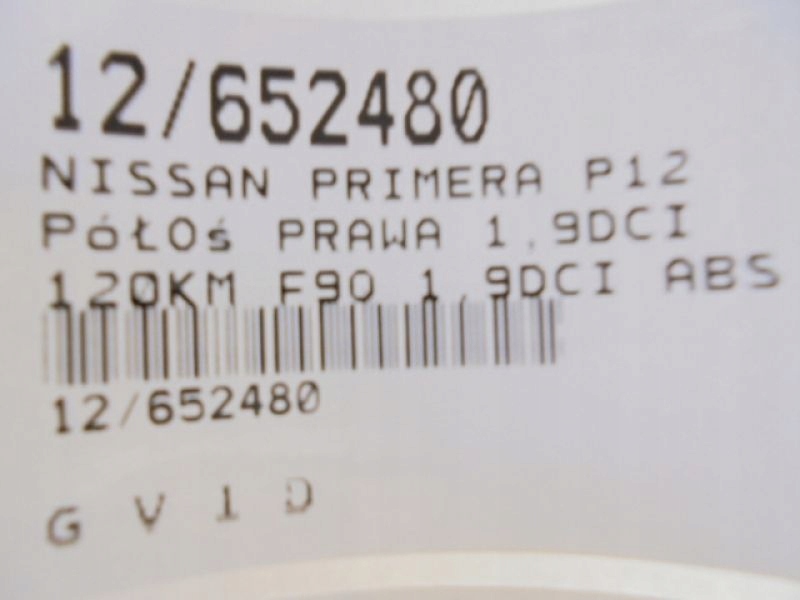 12/652480
NISSAN PRIMERA P12
PółOś PRAWA 1,9DCI
120KM F90 1,9DCI ABS
12/652480
G V 1 D